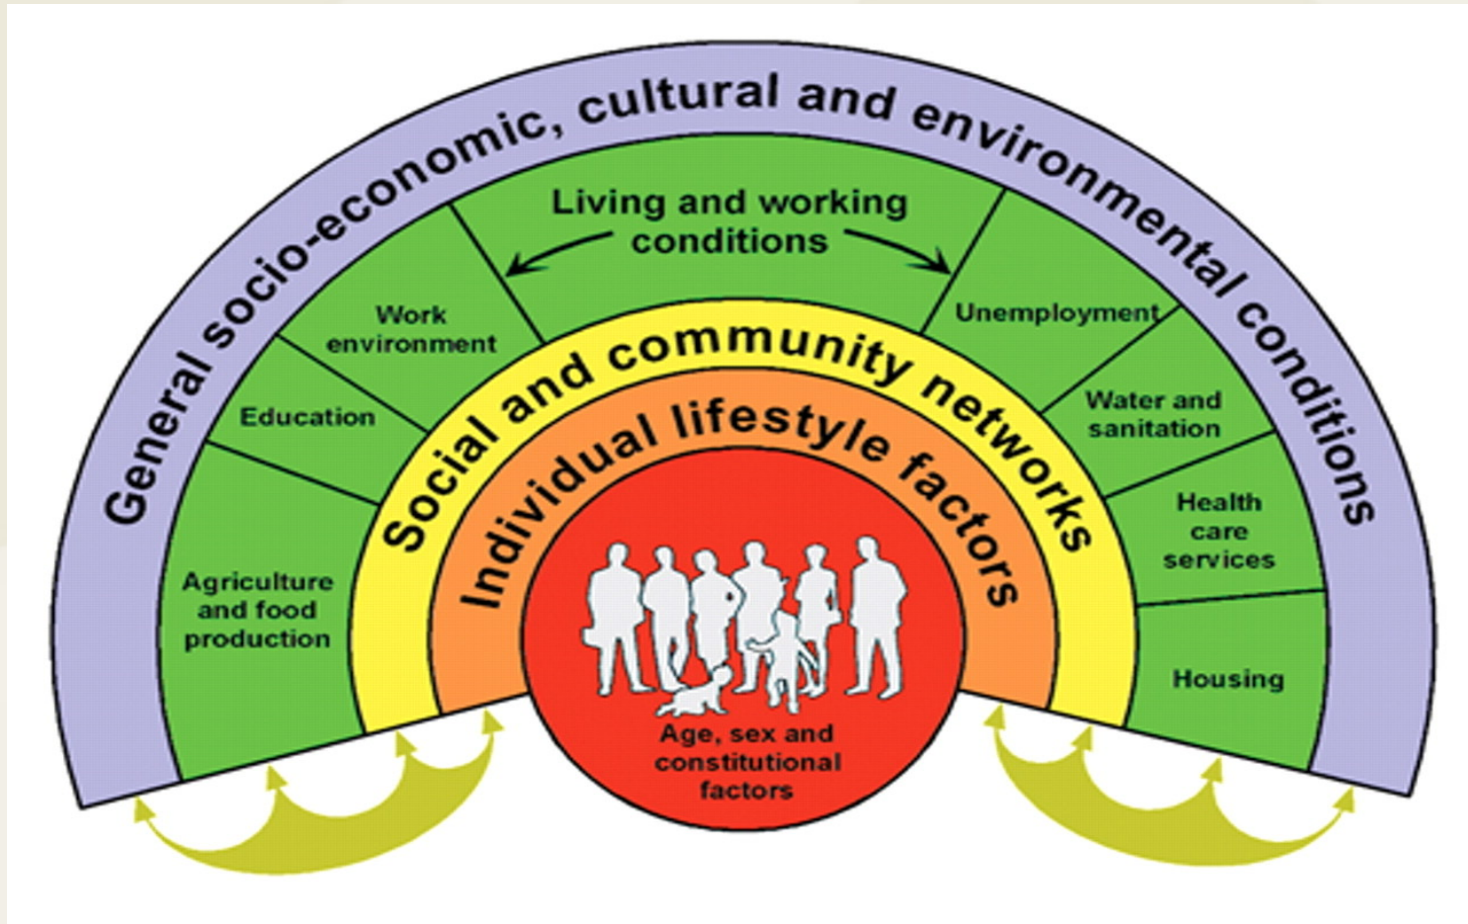 General socio-economic, cultural and environmental conditions
Living and working
conditions
Work
environment
Unemployment
Education
Water and
sanitation
Agriculture
and food
production
Health
care
services
Housing
Social and community networks
Individual lifestyle factors
Age, sex and
constitutional
factors